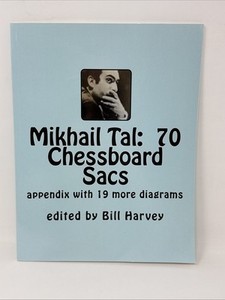 Mikhail Tal: 70
Chessboard
Sacs
appendix with 19 more diagrams
edited by Bill Harvey